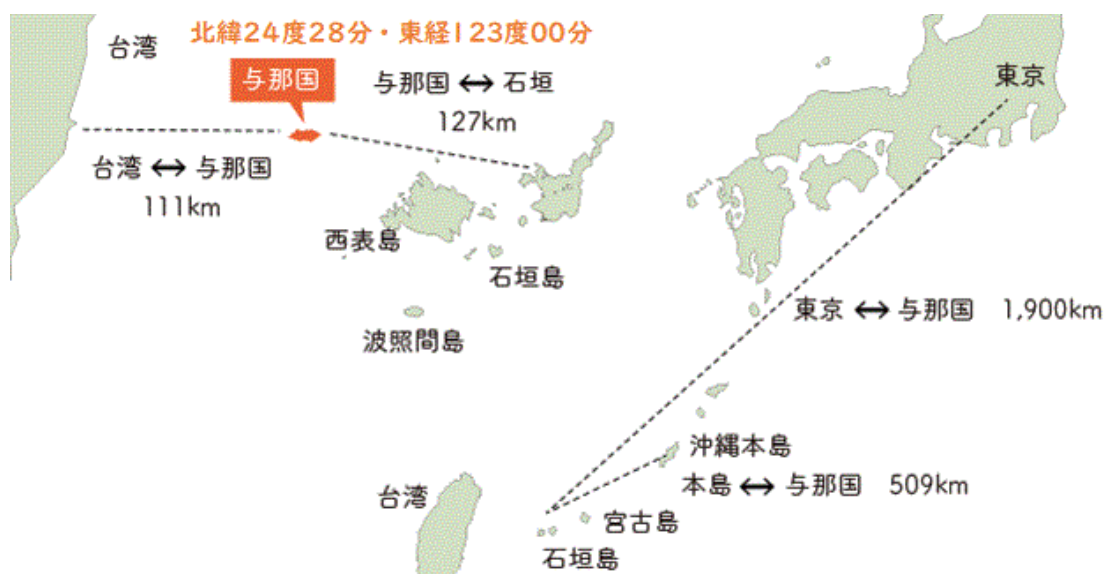 北緯24度28分・東経123度00分
台湾
与那国
与那国 ↔ 石垣
127km
台湾 ↔ 与那国
111km
西表島
石垣島
波照間島
東京
東京 ↔ 与那国 1,900km
沖縄本島
本島 ↔ 与那国 509km
台湾
宮古島
石垣島